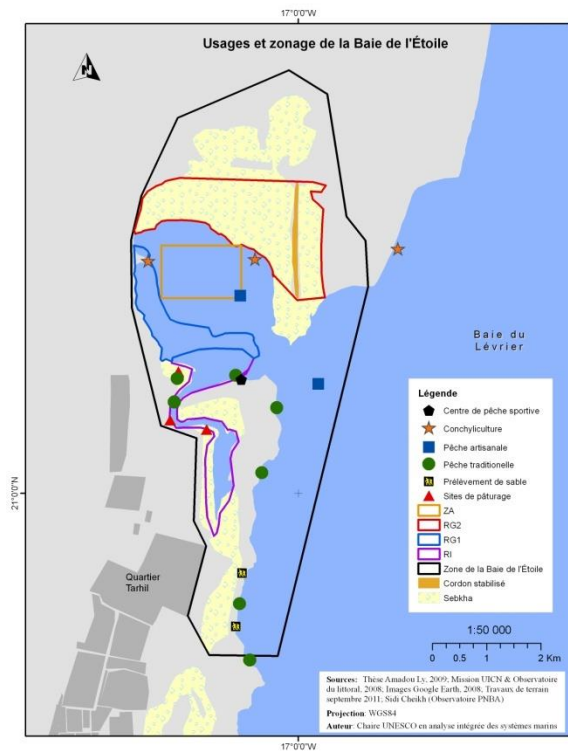 17°0'0"W
Usages et zonage de la Baie de l'Étoile
N
Baie du
Lévrier
Légende
Centre de pêche sportive
Conchyliculture
Pêche artisanale
Pêche traditionelle
Prélèvement de sable
Sites de pâturage
ZA
RG2
RG1
RI
Zone de la Baie de l'Étoile
Cordon stabilisé
Sebkha
21°0'0"N
Quartier
Tarhil
1:50 000
0 0.5 1 2 Km
Sources: Thèse Amadou Ly, 2009; Mission UICN & Observatoire
du littoral, 2008; Images Google Earth, 2008; Travaux de terrain
septembre 2011; Sidi Cheikh (Observatoire PNBA)
Projection: WGS84
Auteur: Chaire UNESCO en analyse intégrée des systèmes marins
17°0'0"W